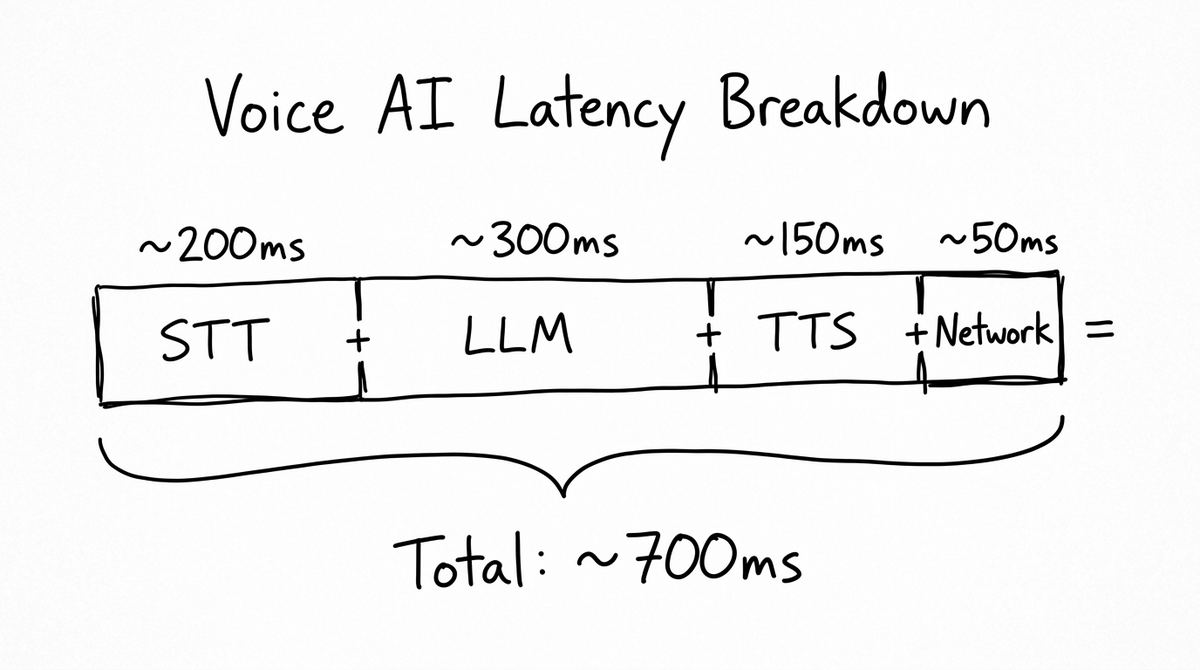 Voice AI Latency Breakdown
~200ms ~300ms ~150ms ~50ms
STT + LLM + TTS + Network =
Total: ~700ms